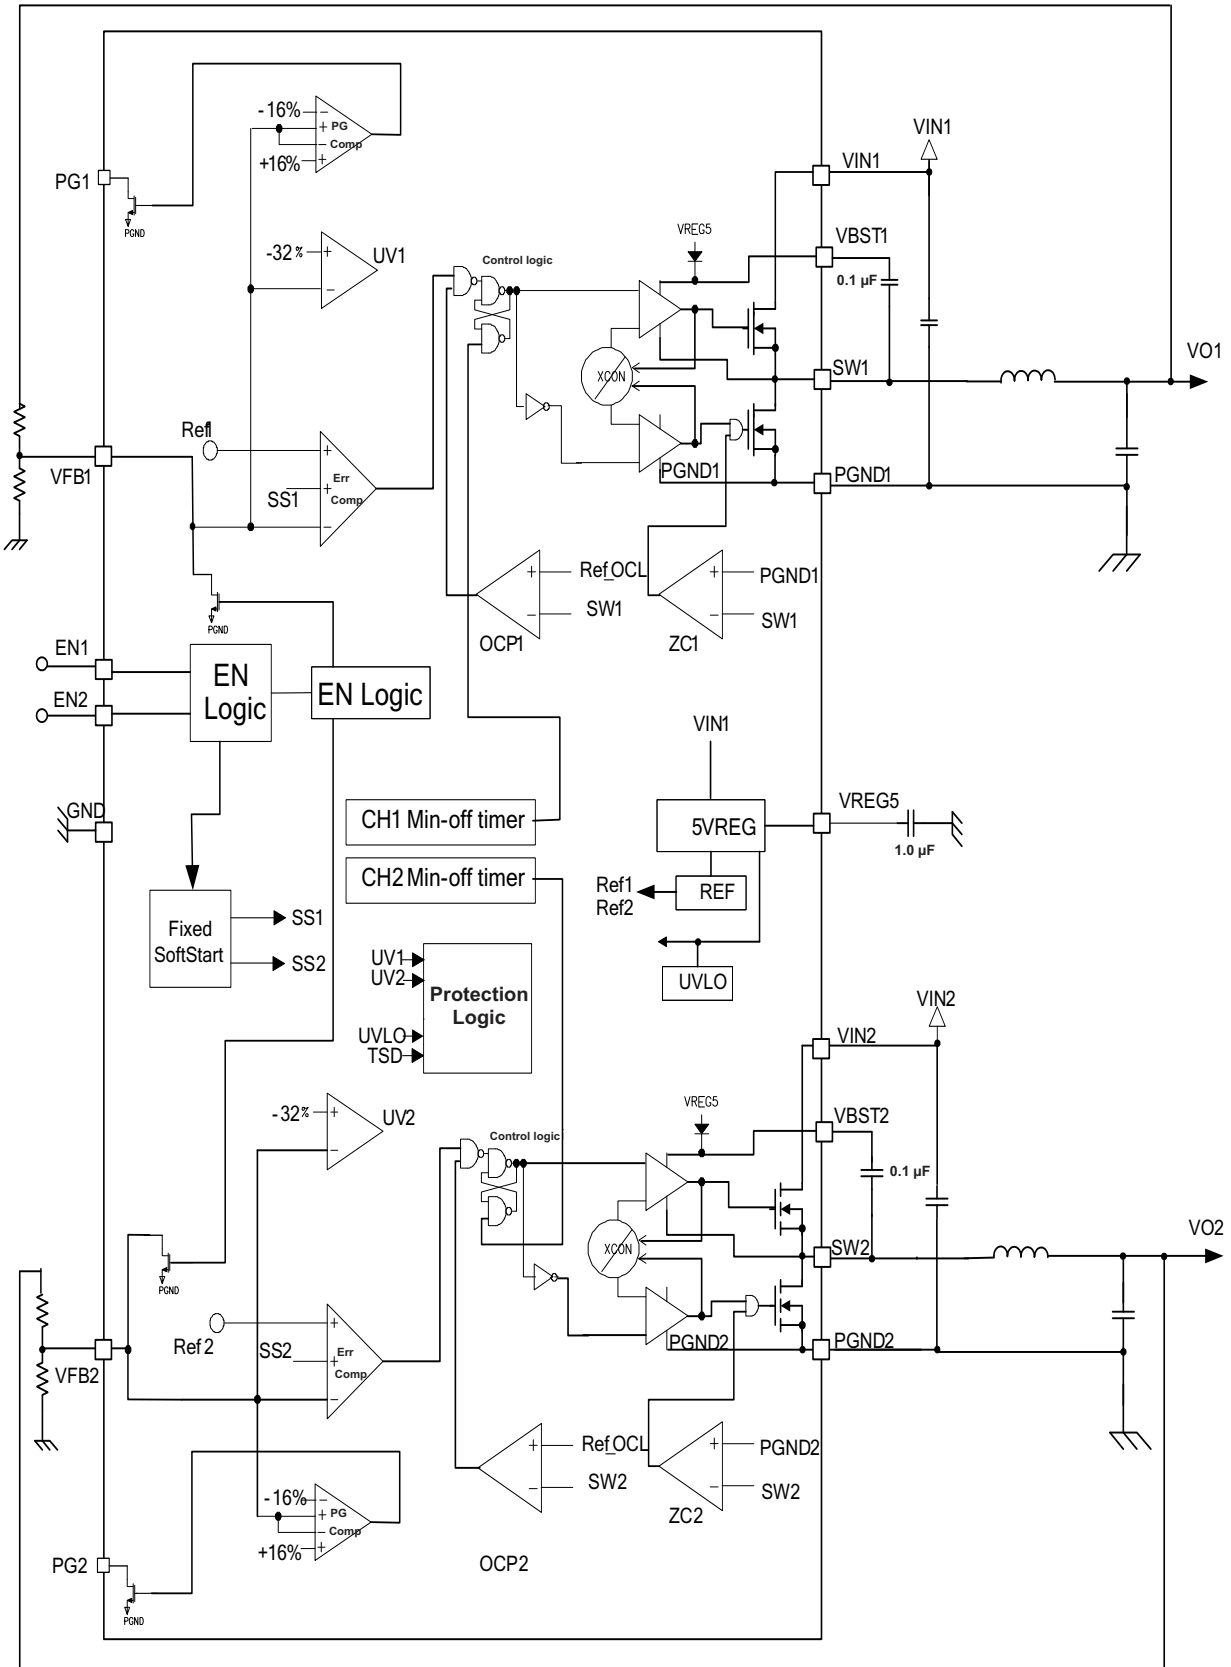 -16%
PG
Comp
+16%
PG1
PGND
VIN1
VIN1
VREG5
VBST1
0.1 µF
-32%
UV1
Control logic
XCON
SW1
VO1
Ref1
VFB1
SS1
Err
Comp
PGND1
PGND1
Ref_OCL
SW1
OCP1
PGND1
SW1
ZC1
PGND
EN1
EN2
EN
Logic
EN Logic
GND
VIN1
CH1 Min-off timer
5VREG
VREG5
1.0 µF
CH2 Min-off timer
Ref1
Ref2
REF
Fixed
SoftStart
SS1
SS2
UV1
UV2
UVLO
TSD
Protection
Logic
UVLO
VIN2
VIN2
VREG5
VBST2
0.1 µF
-32%
UV2
Control logic
XCON
SW2
VO2
PGND
Ref 2
VFB2
SS2
Err
Comp
PGND2
PGND2
Ref_OCL
SW2
PGND2
SW2
ZC2
OCP2
-16%
PG
Comp
+16%
PG2
PGND